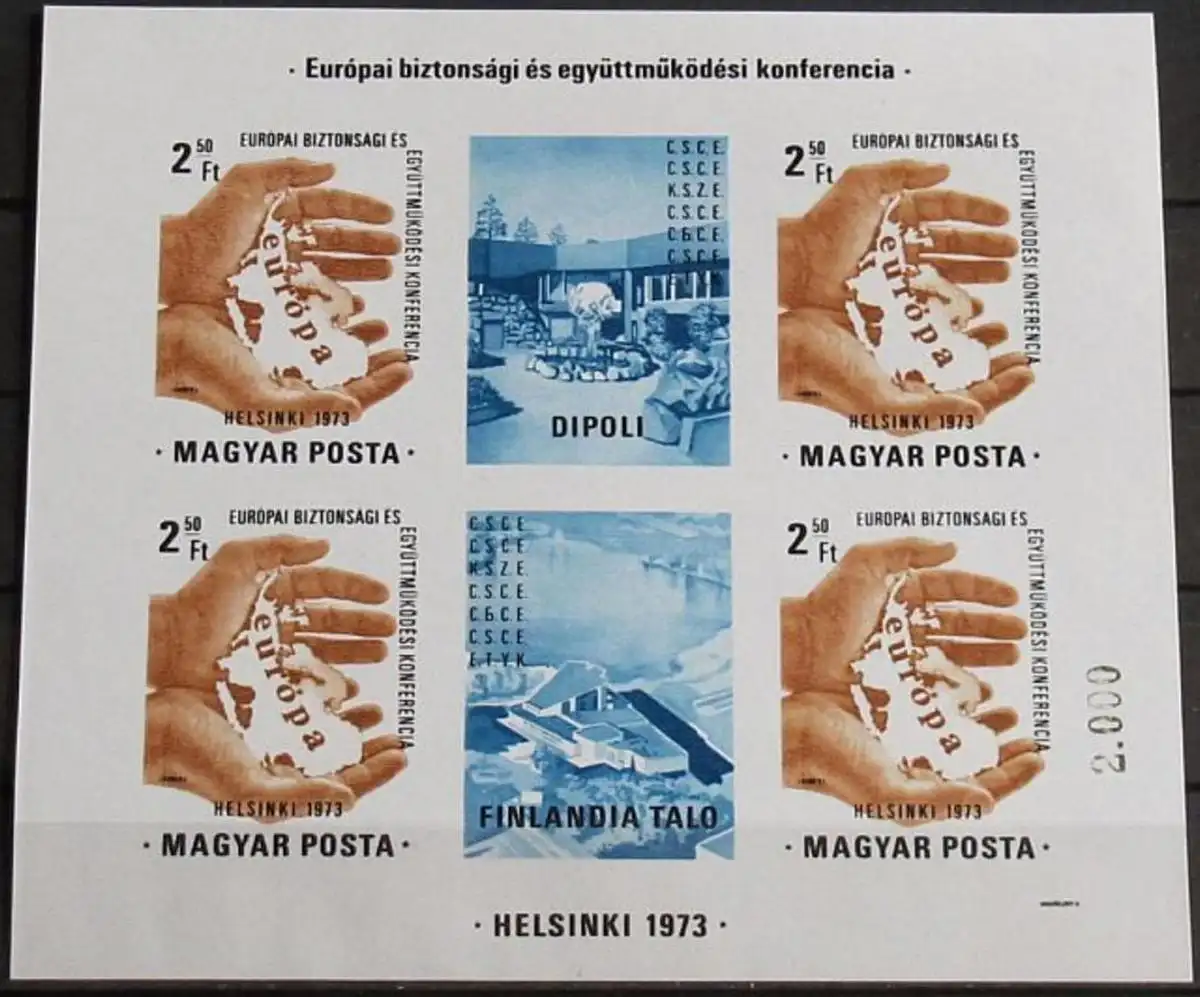 · Európai biztonsági és együttműködési konferencia ·
2 50 Ft
EURÓPAI BIZTONSÁGI ÉS
EGYÜTTMŰKÖDÉSI KONFERENCIA
európa
HELSINKI 1973
· MAGYAR POSTA ·
C.S.C.E.
C.S.C.E.
K.S.Z.E.
C.S.C.E.
C.Б.C.E.
C.S.C.E.
E.T.Y.K.
DIPOLI
2 50 Ft
EURÓPAI BIZTONSÁGI ÉS
EGYÜTTMŰKÖDÉSI KONFERENCIA
európa
HELSINKI 1973
· MAGYAR POSTA ·
2 50 Ft
EURÓPAI BIZTONSÁGI ÉS
EGYÜTTMŰKÖDÉSI KONFERENCIA
európa
HELSINKI 1973
· MAGYAR POSTA ·
C.S.C.E.
C.S.C.E.
K.S.Z.E.
C.S.C.E.
C.Б.C.E.
C.S.C.E.
E.T.Y.K.
FINLANDIA TALO
2 50 Ft
EURÓPAI BIZTONSÁGI ÉS
EGYÜTTMŰKÖDÉSI KONFERENCIA
európa
HELSINKI 1973
· MAGYAR POSTA ·
· HELSINKI 1973 ·